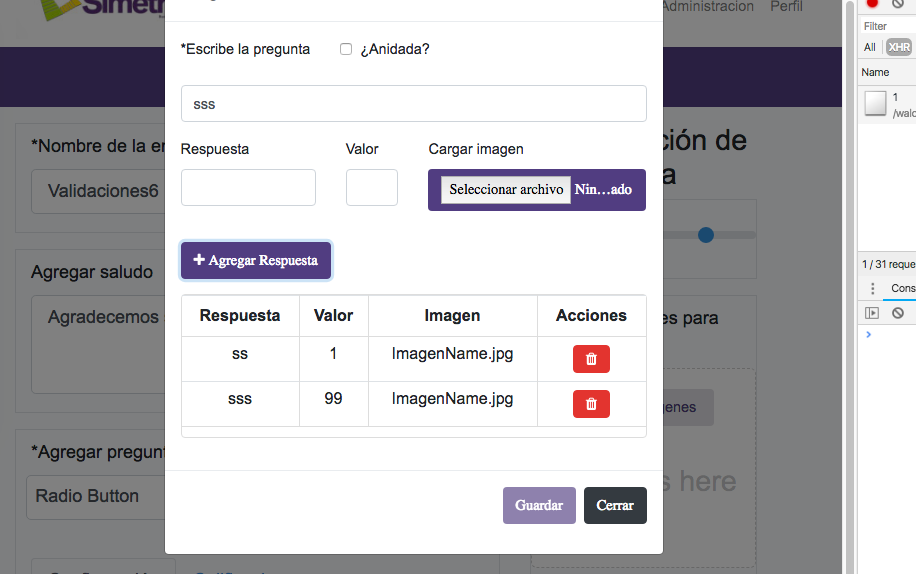 Simetr
Administracion Perfil
*Escribe la pregunta ¿Anidada?
sss
Respuesta Valor Cargar imagen
Seleccionar archivo Nin…ado
+ Agregar Respuesta
Respuesta Valor Imagen Acciones
ss 1 ImagenName.jpg
sss 99 ImagenName.jpg
Guardar Cerrar
*Nombre de la en
Validaciones6
Agregar saludo
Agradecemos
*Agregar pregunt
Radio Button
ción de
a
es para
genes
s here
Filter
All XHR
Name
1
/walc
1 / 31 reque
Cons